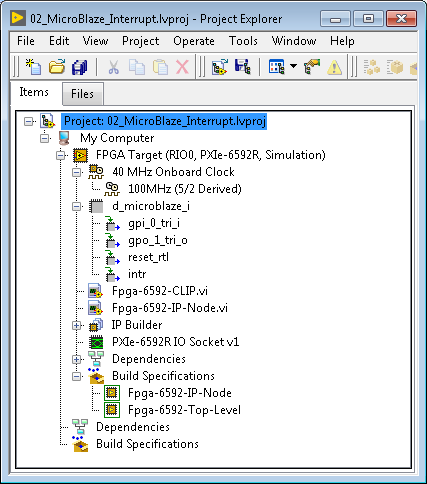 02_MicroBlaze_Interrupt.lvproj - Project Explorer
File Edit View Project Operate Tools Window Help
Items Files
Project: 02_MicroBlaze_Interrupt.lvproj
My Computer
FPGA Target (RIO0, PXIe-6592R, Simulation)
40 MHz Onboard Clock
100MHz (5/2 Derived)
d_microblaze_i
gpi_0_tri_i
gpo_1_tri_o
reset_rtl
intr
Fpga-6592-CLIP.vi
Fpga-6592-IP-Node.vi
IP Builder
PXIe-6592R IO Socket v1
Dependencies
Build Specifications
Fpga-6592-IP-Node
Fpga-6592-Top-Level
Dependencies
Build Specifications